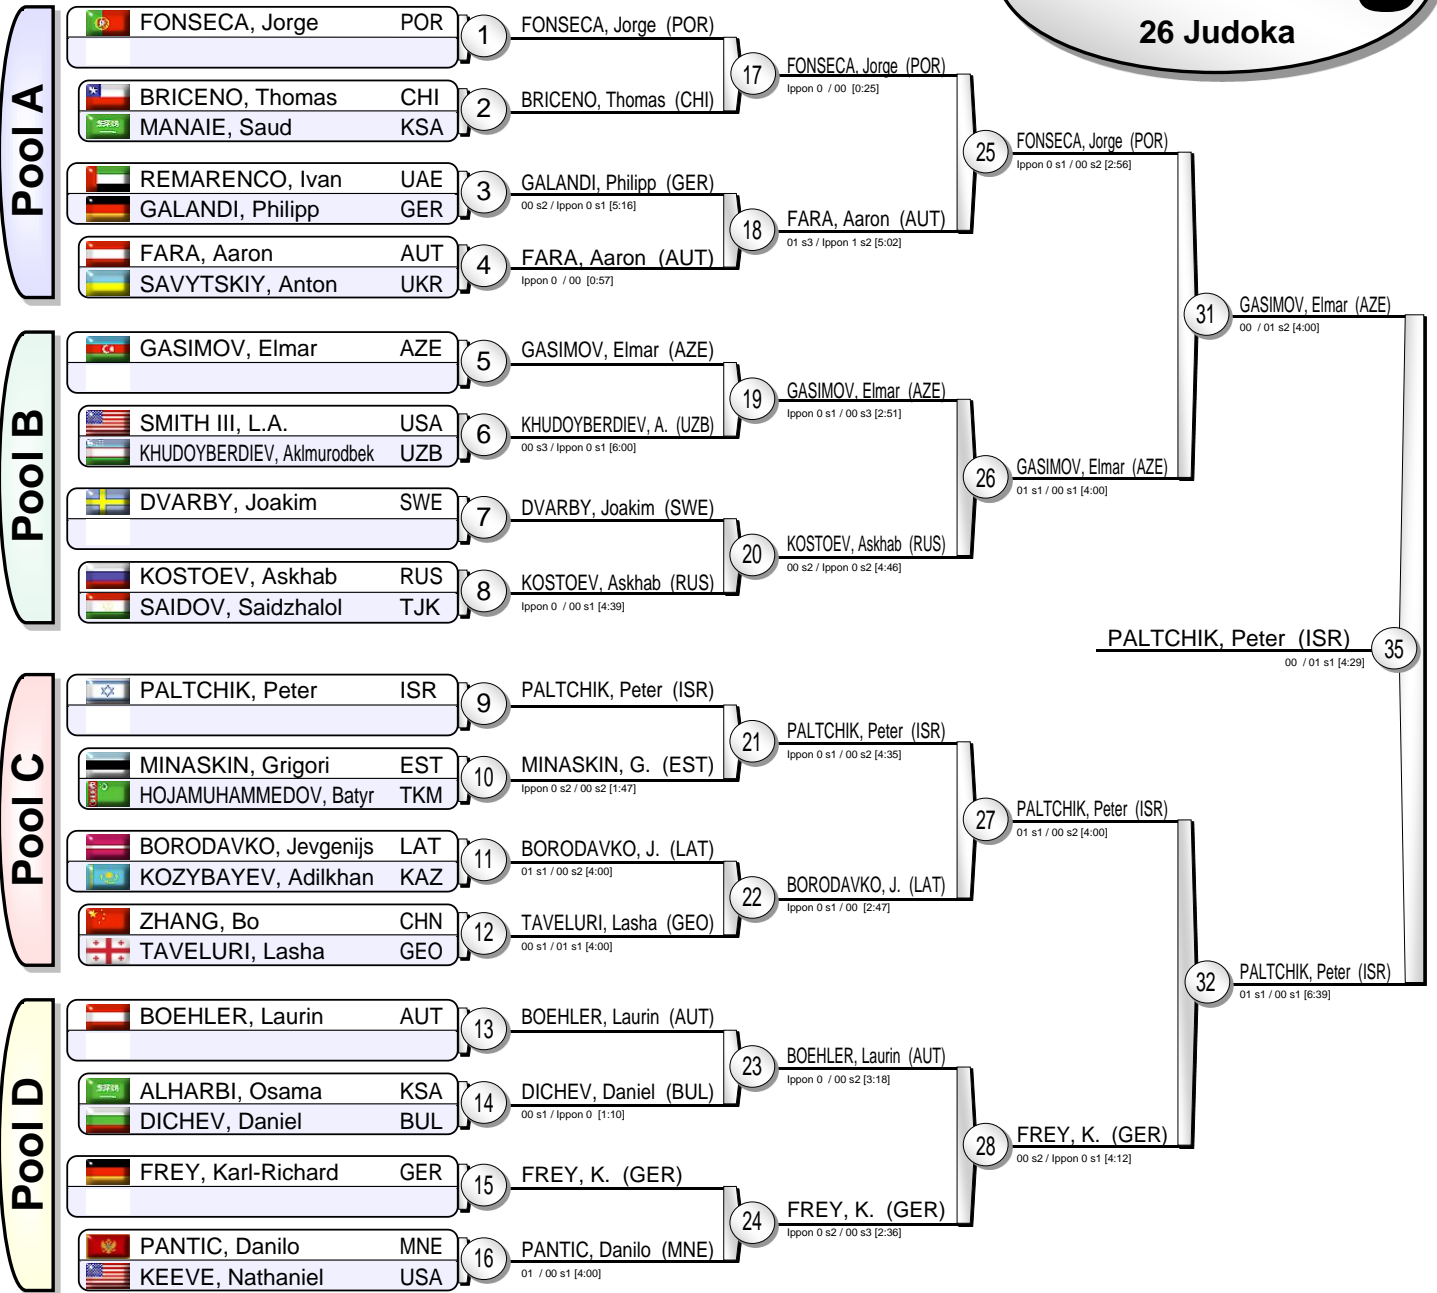 26 Judoka
Pool A
FONSECA, Jorge POR
1
BRICENO, Thomas CHI
MANAIE, Saud KSA
2
REMARENCO, Ivan UAE
GALANDI, Philipp GER
3
FARA, Aaron AUT
SAVYTSKIY, Anton UKR
4
Pool B
GASIMOV, Elmar AZE
5
SMITH III, L.A. USA
KHUDOYBERDIEV, Aklmurodbek UZB
6
DVARBY, Joakim SWE
7
KOSTOEV, Askhab RUS
SAIDOV, Saidzhalol TJK
8
Pool C
PALTCHIK, Peter ISR
9
MINASKIN, Grigori EST
HOJAMUHAMMEDOV, Batyr TKM
10
BORODAVKO, Jevgenijs LAT
KOZYBAYEV, Adilkhan KAZ
11
ZHANG, Bo CHN
TAVELURI, Lasha GEO
12
Pool D
BOEHLER, Laurin AUT
13
ALHARBI, Osama KSA
DICHEV, Daniel BUL
14
FREY, Karl-Richard GER
15
PANTIC, Danilo MNE
KEEVE, Nathaniel USA
16
FONSECA, Jorge (POR)
BRICENO, Thomas (CHI)
17
GALANDI, Philipp (GER)
00 s2 / Ippon 0 s1 [5:16]
FARA, Aaron (AUT)
Ippon 0 / 00 [0:57]
18
GASIMOV, Elmar (AZE)
KHUDOYBERDIEV, A. (UZB)
00 s3 / Ippon 0 s1 [6:00]
19
DVARBY, Joakim (SWE)
KOSTOEV, Askhab (RUS)
Ippon 0 / 00 s1 [4:39]
20
PALTCHIK, Peter (ISR)
MINASKIN, G. (EST)
Ippon 0 s2 / 00 s2 [1:47]
21
BORODAVKO, J. (LAT)
01 s1 / 00 s2 [4:00]
TAVELURI, Lasha (GEO)
00 s1 / 01 s1 [4:00]
22
BOEHLER, Laurin (AUT)
DICHEV, Daniel (BUL)
00 s1 / Ippon 0 [1:10]
23
FREY, K. (GER)
PANTIC, Danilo (MNE)
01 / 00 s1 [4:00]
24
FONSECA, Jorge (POR)
Ippon 0 / 00 [0:25]
FARA, Aaron (AUT)
01 s3 / Ippon 1 s2 [5:02]
25
GASIMOV, Elmar (AZE)
Ippon 0 s1 / 00 s3 [2:51]
KOSTOEV, Askhab (RUS)
00 s2 / Ippon 0 s2 [4:46]
26
PALTCHIK, Peter (ISR)
Ippon 0 s1 / 00 s2 [4:35]
BORODAVKO, J. (LAT)
Ippon 0 s1 / 00 [2:47]
27
BOEHLER, Laurin (AUT)
Ippon 0 / 00 s2 [3:18]
FREY, K. (GER)
Ippon 0 s2 / 00 s3 [2:36]
28
FONSECA, Jorge (POR)
Ippon 0 s1 / 00 s2 [2:56]
GASIMOV, Elmar (AZE)
01 s1 / 00 s1 [4:00]
31
PALTCHIK, Peter (ISR)
01 s1 / 00 s2 [4:00]
FREY, K. (GER)
00 s2 / Ippon 0 s1 [4:12]
32
GASIMOV, Elmar (AZE)
00 / 01 s2 [4:00]
PALTCHIK, Peter (ISR)
01 s1 / 00 s1 [6:39]
PALTCHIK, Peter (ISR)
00 / 01 s1 [4:29]
35